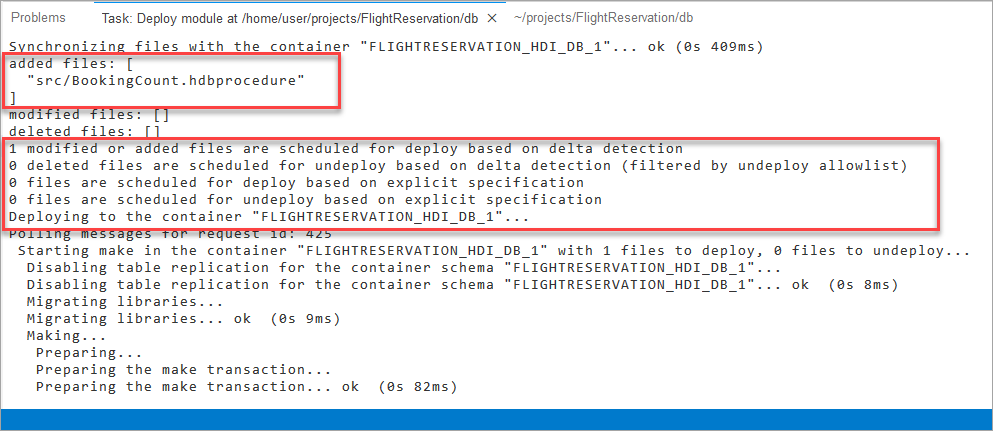 Problems
Task: Deploy module at /home/user/projects/FlightReservation/db ×
~/projects/FlightReservation/db
Synchronizing files with the container "FLIGHTRESERVATION_HDI_DB_1"... ok (0s 409ms)
added files: [
"src/BookingCount.hdbprocedure"
]
modified files: []
deleted files: []
1 modified or added files are scheduled for deploy based on delta detection
0 deleted files are scheduled for undeploy based on delta detection (filtered by undeploy allowlist)
0 files are scheduled for deploy based on explicit specification
0 files are scheduled for undeploy based on explicit specification
Deploying to the container "FLIGHTRESERVATION_HDI_DB_1"...
Polling messages for request id: 425
Starting make in the container "FLIGHTRESERVATION_HDI_DB_1" with 1 files to deploy, 0 files to undeploy...
Disabling table replication for the container schema "FLIGHTRESERVATION_HDI_DB_1"...
Disabling table replication for the container schema "FLIGHTRESERVATION_HDI_DB_1"... ok (0s 8ms)
Migrating libraries...
Migrating libraries... ok (0s 9ms)
Making...
Preparing...
Preparing the make transaction...
Preparing the make transaction... ok (0s 82ms)